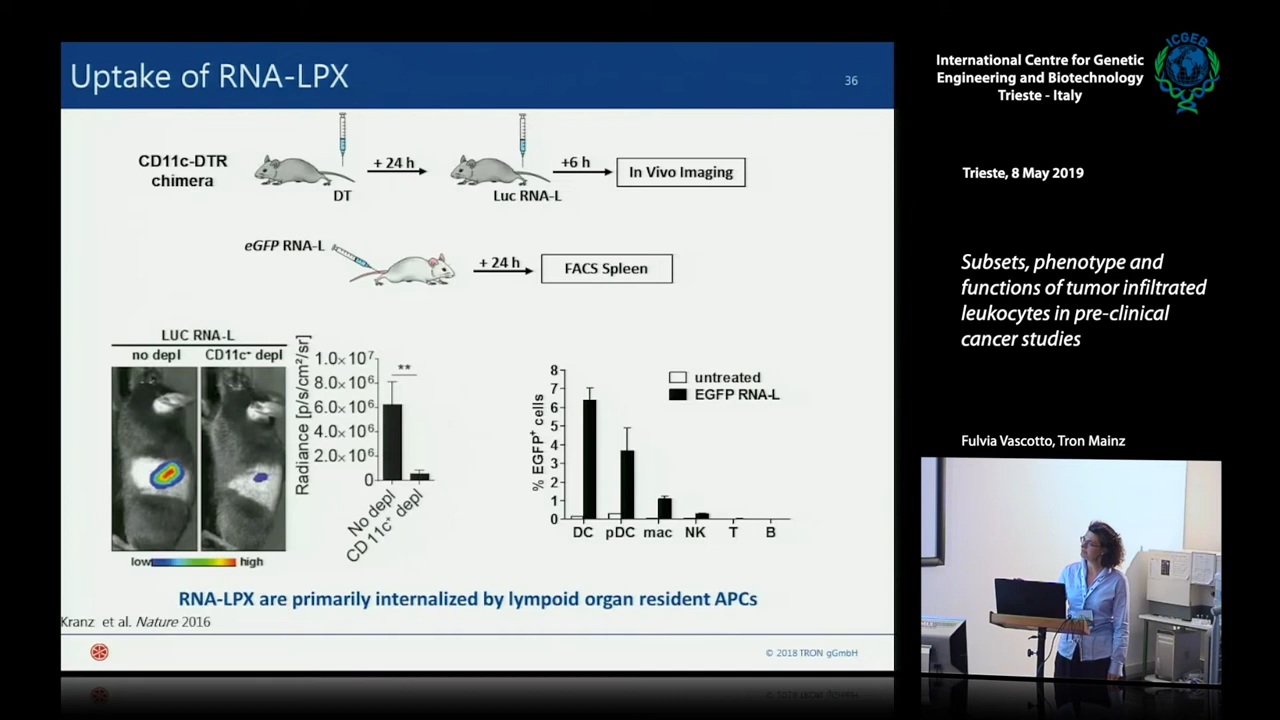 Uptake of RNA-LPX
36
CD11c-DTR
chimera
+ 24 h
+6 h
In Vivo Imaging
DT
Luc RNA-L
eGFP RNA-L
+ 24 h
FACS Spleen
LUC RNA-L
no depl
CD11c⁺ depl
low
high
Radiance [p/s/cm²/sr]
1.0× 10⁷
8.0× 10⁶
6.0× 10⁶
4.0× 10⁶
2.0× 10⁶
0
**
No depl
CD11c⁺ depl
% EGFP⁺ cells
8
7
6
5
4
3
2
1
0
untreated
EGFP RNA-L
DC
pDC
mac
NK
T
B
RNA-LPX are primarily internalized by lympoid organ resident APCs
Kranz et al. Nature 2016
© 2018 TRON gGmbH
International Centre for Genetic
Engineering and Biotechnology
Trieste - Italy
ICGEB
Trieste, 8 May 2019
Subsets, phenotype and
functions of tumor infiltrated
leukocytes in pre-clinical
cancer studies
Fulvia Vascotto, Tron Mainz